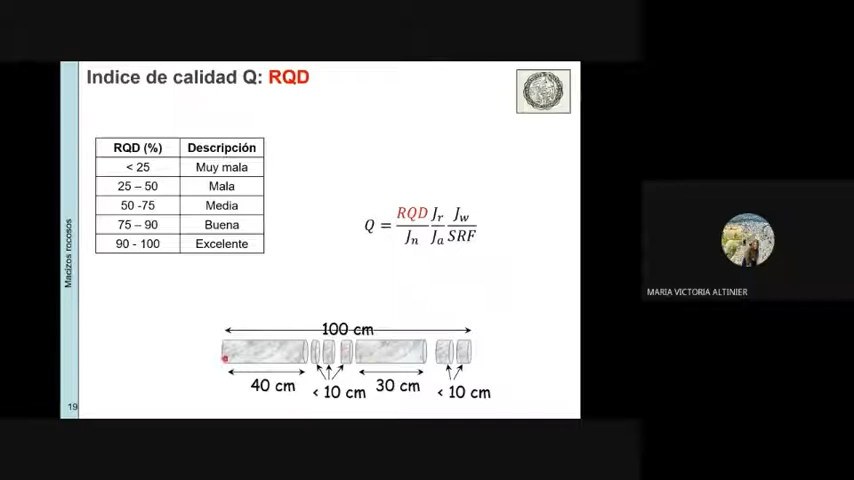 Indice de calidad Q: RQD
RQD (%) Descripción
< 25 Muy mala
25 – 50 Mala
50 -75 Media
75 – 90 Buena
90 - 100 Excelente
Q = RQD/Jn Jr/Ja Jw/SRF
Macizos rocosos
100 cm
40 cm
< 10 cm
30 cm
< 10 cm
19
MARIA VICTORIA ALTINIER